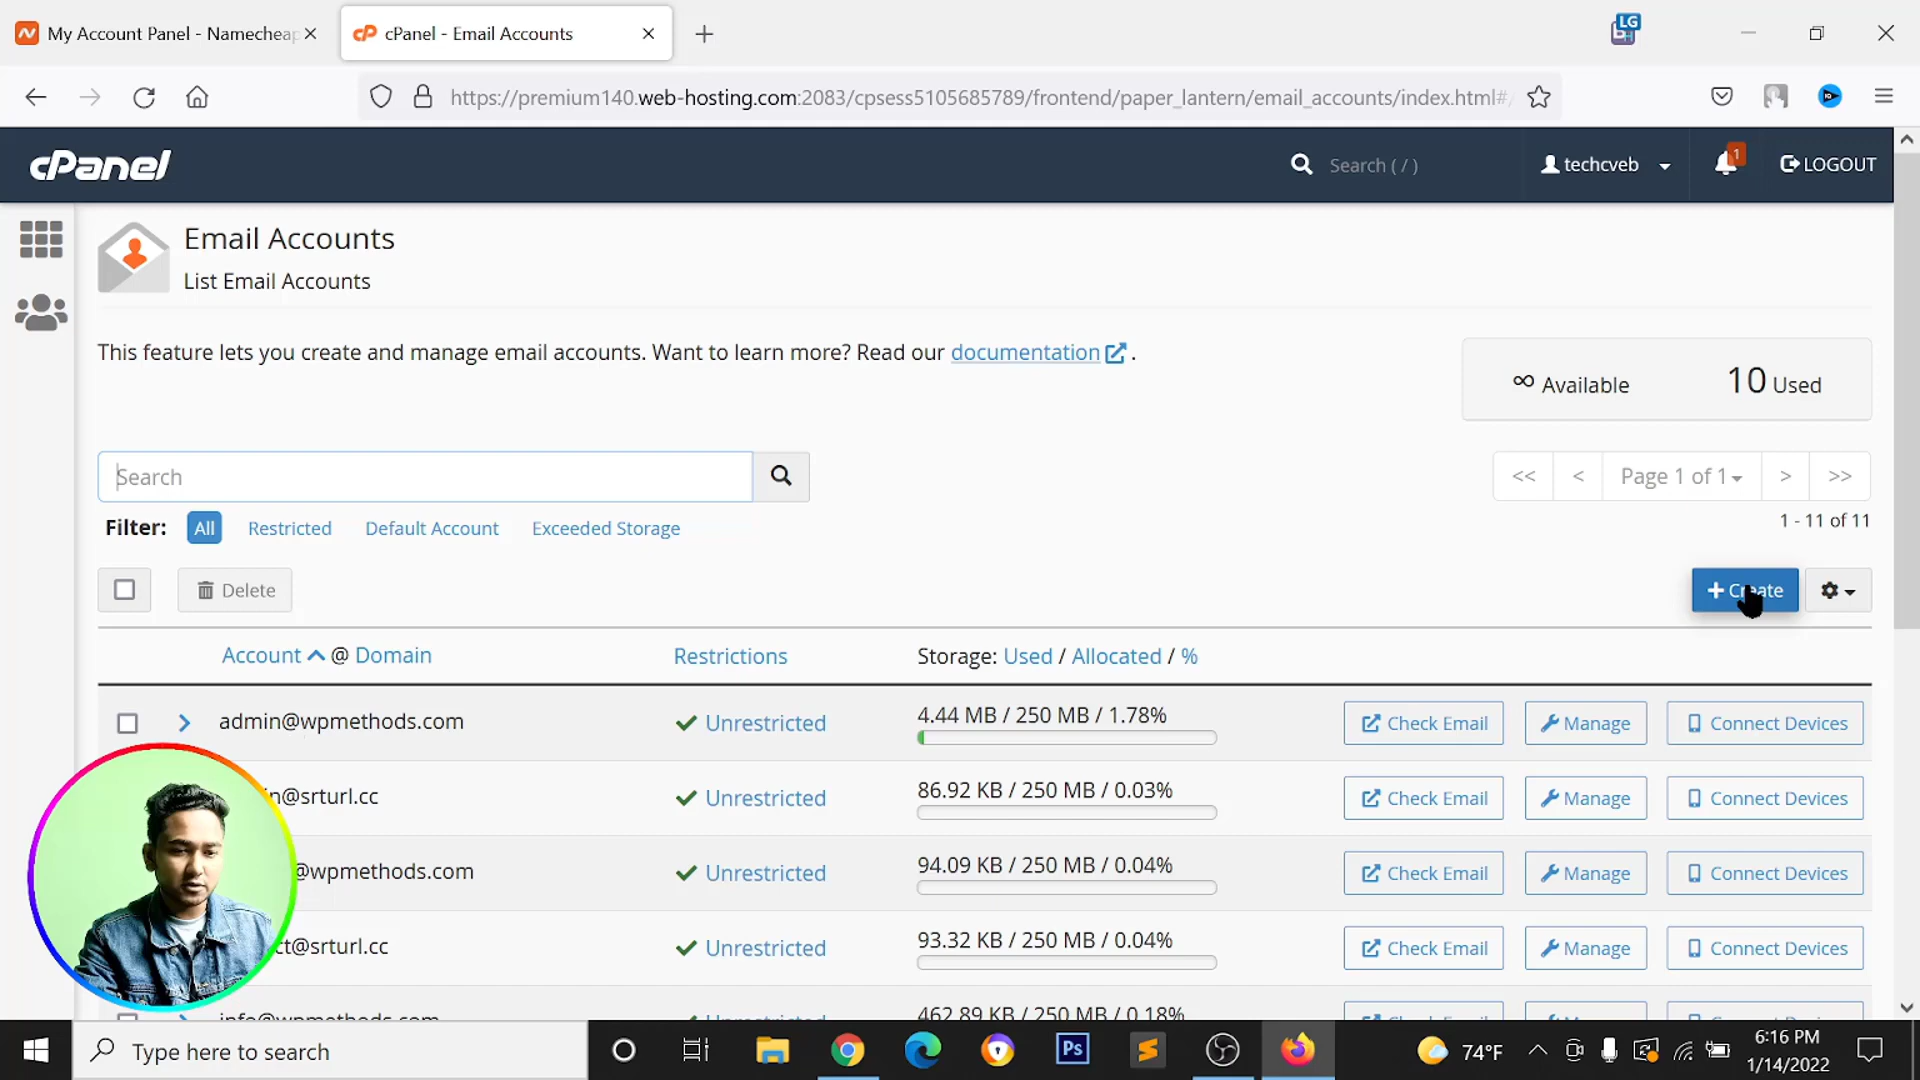 My Account Panel - Namecheap
cPanel - Email Accounts
LG
https://premium140.web-hosting.com:2083/cpsess5105685789/frontend/paper_lantern/email_accounts/index.html#/
cPanel
Search ( / )
techcveb
1
LOGOUT
Email Accounts
List Email Accounts
This feature lets you create and manage email accounts. Want to learn more? Read our documentation .
∞ Available
10 Used
Search
<< < Page 1 of 1 > >>
1 - 11 of 11
Filter: All Restricted Default Account Exceeded Storage
Delete
+ Create
Account @ Domain
Restrictions
Storage: Used / Allocated / %
admin@wpmethods.com
Unrestricted
4.44 MB / 250 MB / 1.78%
Check Email
Manage
Connect Devices
n@srturl.cc
Unrestricted
86.92 KB / 250 MB / 0.03%
Check Email
Manage
Connect Devices
@wpmethods.com
Unrestricted
94.09 KB / 250 MB / 0.04%
Check Email
Manage
Connect Devices
ct@srturl.cc
Unrestricted
93.32 KB / 250 MB / 0.04%
Check Email
Manage
Connect Devices
info@wpmethods.com
Unrestricted
462.89 KB / 250 MB / 0.18%
Type here to search
Ps
74°F
6:16 PM
1/14/2022